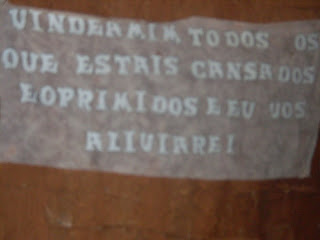 VINDEAMIM TODOS OS
QUE ESTAIS CANSADOS
EOPRIMIDOS E EU VOS
ALIVIAREI